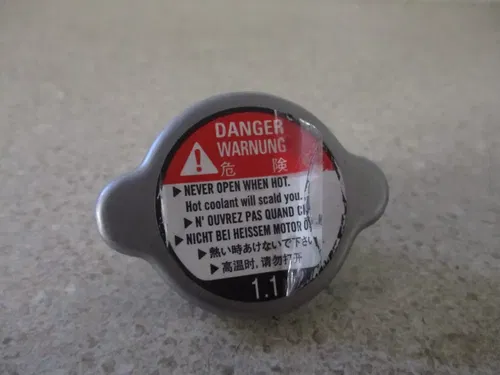 DANGER
WARNUNG
危 険
▶ NEVER OPEN WHEN HOT.
Hot coolant will scald you.
▶ N' OUVREZ PAS QUAND
▶ NICHT BEI HEISSEM MOTOR
▶ 熱い時あけないで下さい
▶ 高温时,请勿打开
1.1